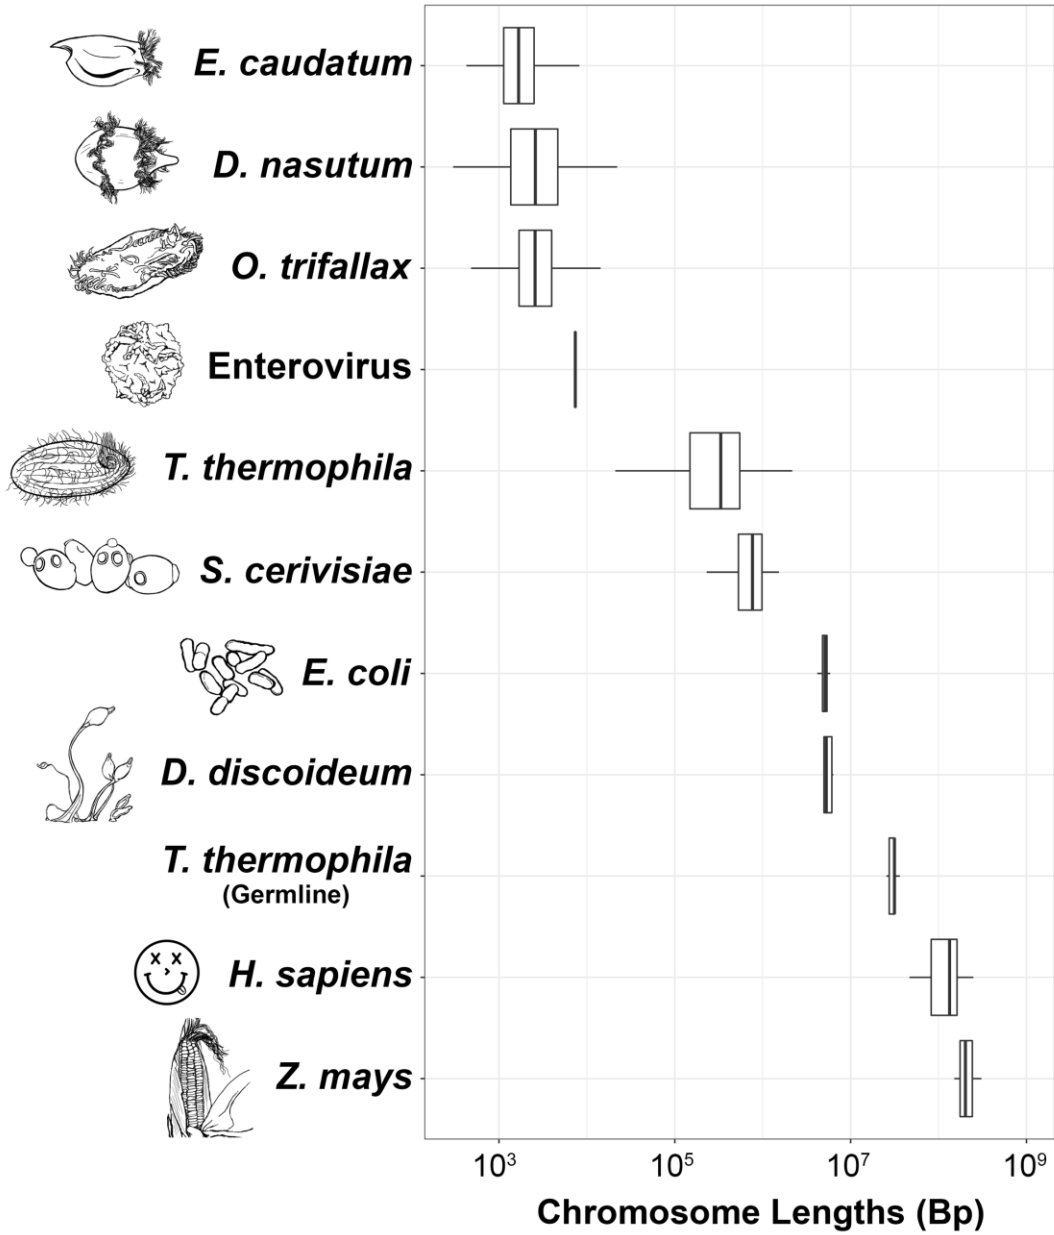 E. caudatum
D. nasutum
O. trifallax
Enterovirus
T. thermophila
S. cerivisiae
E. coli
D. discoideum
T. thermophila
(Germline)
H. sapiens
Z. mays
10³ 10⁵ 10⁷ 10⁹
Chromosome Lengths (Bp)